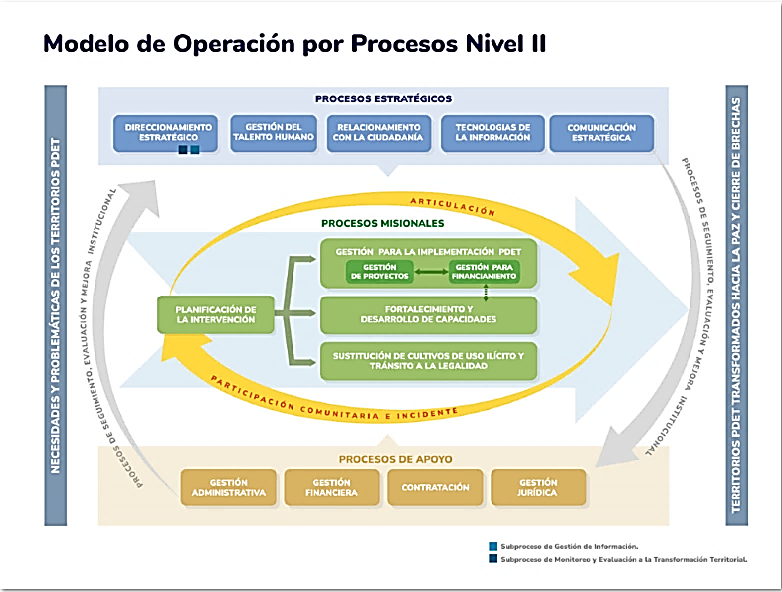 Modelo de Operación por Procesos Nivel II
NECESIDADES Y PROBLEMÁTICAS DE LOS TERRITORIOS PDET
PROCESOS ESTRATÉGICOS
DIRECCIONAMIENTO
ESTRATÉGICO
GESTIÓN DEL
TALENTO HUMANO
RELACIONAMIENTO
CON LA CIUDADANÍA
TECNOLOGIAS DE
LA INFORMACIÓN
COMUNICACIÓN
ESTRATÉGICA
PROCESOS DE SEGUIMIENTO, EVALUACIÓN Y MEJORA INSTITUCIONAL
ARTICULACIÓN
PROCESOS MISIONALES
GESTIÓN PARA LA IMPLEMENTACIÓN PDET
GESTIÓN
DE PROYECTOS
GESTIÓN PARA
FINANCIANIENTO
PLANIFICACIÓN DE
LA INTERVENCIÓN
FORTALECIMIENTO Y
DESARROLLO DE CAPACIDADES
SUSTITUCIÓN DE CULTIVOS DE USO ILÍCITO Y
TRÁNSITO A LA LEGALIDAD
PARTICIPACIÓN COMUNITARIA E INCIDENTE
PROCESOS DE SEGUIMIENTO, EVALUACIÓN Y MEJORA INSTITUCIONAL
PROCESOS DE APOYO
GESTIÓN
ADMINISTRATIVA
GESTIÓN
FINANCIERA
CONTRATACIÓN
GESTIÓN
JURÍDICA
TERRITORIOS PDET TRANSFORMADOS HACIA LA PAZ Y CIERRE DE BRECHAS
Subproceso de Gestión de Información.
Subproceso de Monitoreo y Evaluación a la Transformación Territorial.